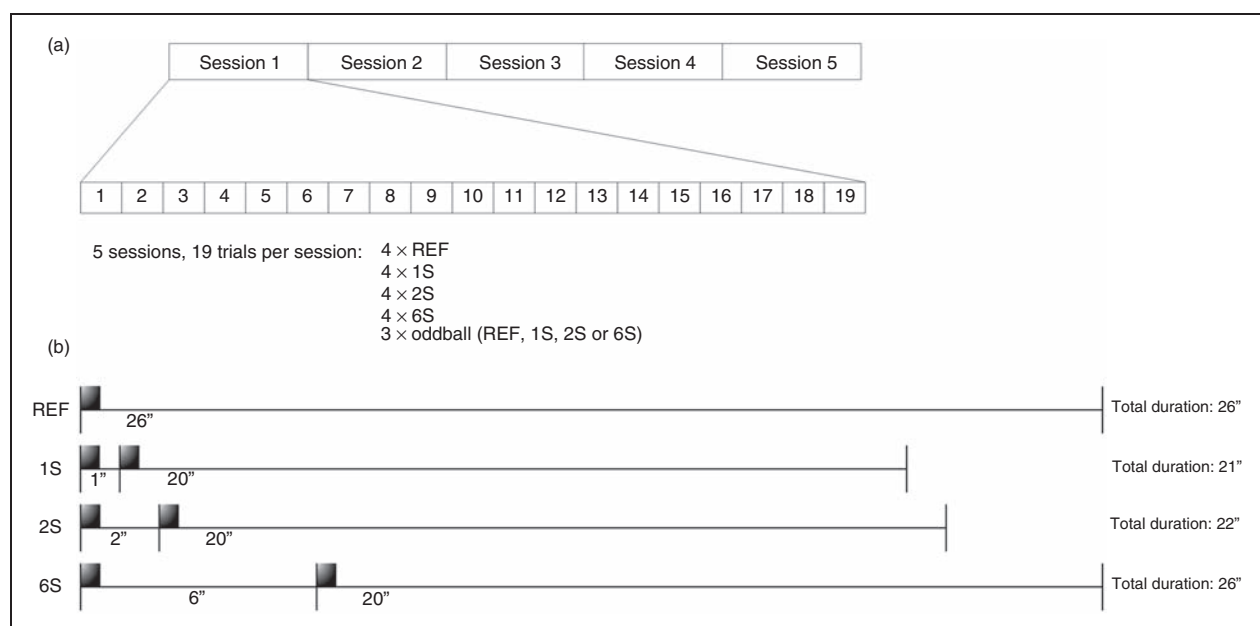 (a)
Session 1 Session 2 Session 3 Session 4 Session 5
1 2 3 4 5 6 7 8 9 10 11 12 13 14 15 16 17 18 19
5 sessions, 19 trials per session: 4 × REF
4 × 1S
4 × 2S
4 × 6S
3 × oddball (REF, 1S, 2S or 6S)
(b)
REF 26” Total duration: 26”
1S 1” 20” Total duration: 21”
2S 2” 20” Total duration: 22”
6S 6” 20” Total duration: 26”